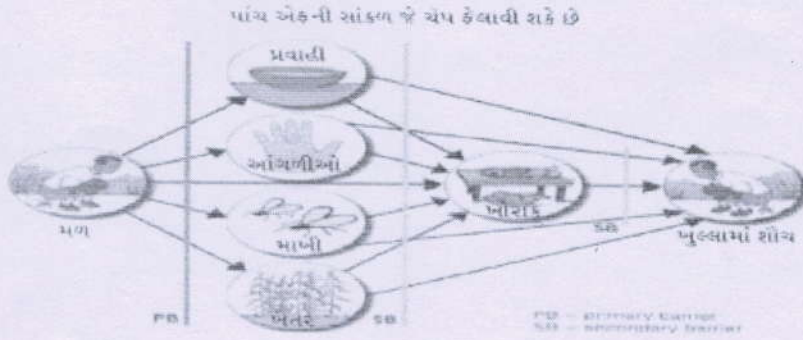 પાંચ એફની સાંકળ જે ચેપ ફેલાવી શકે છે
પ્રવાહી
આંગળીઓ
માખી
ખેતર
મળ
ખોરાક
ખુલ્લામાં શૌચ
PB
SB
SB
PB – primary barrier
SB – secondary barrier